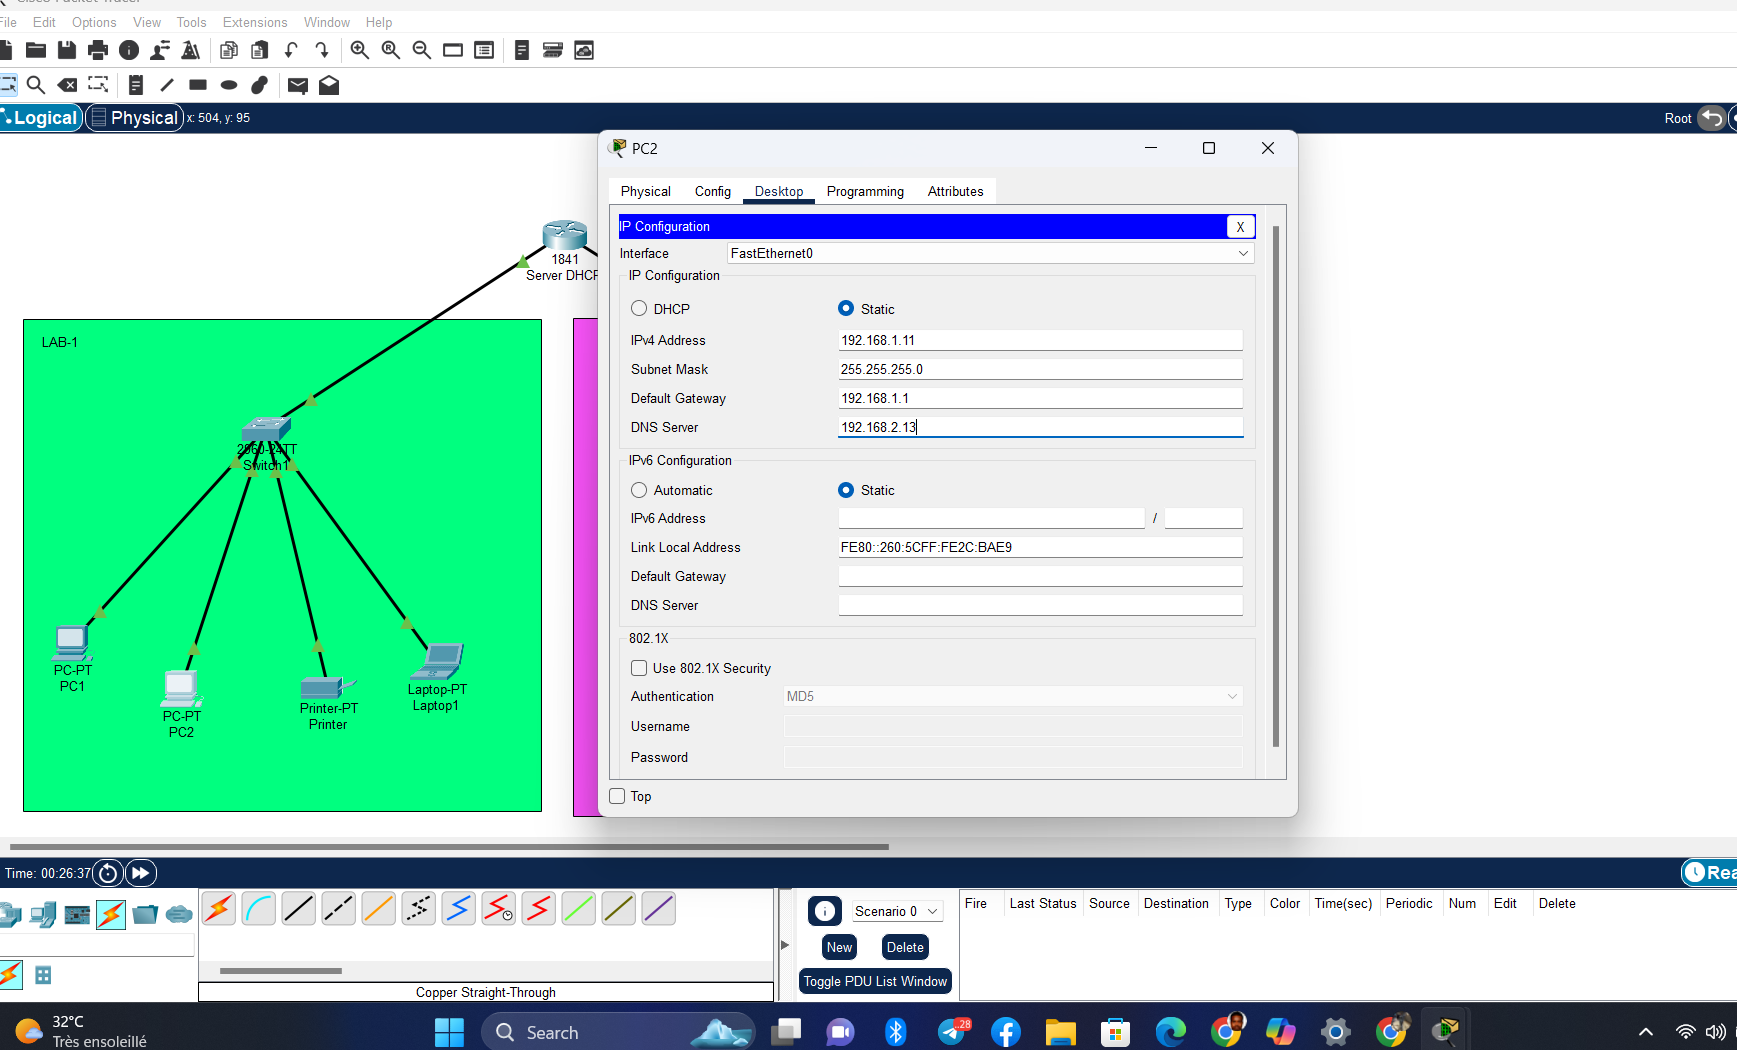 File Edit Options View Tools Extensions Window Help
Logical Physical x: 504, y: 95 Root
PC2
Physical Config Desktop Programming Attributes
IP Configuration X
Interface FastEthernet0
IP Configuration
DHCP Static
IPv4 Address 192.168.1.11
Subnet Mask 255.255.255.0
Default Gateway 192.168.1.1
DNS Server 192.168.2.13
IPv6 Configuration
Automatic Static
IPv6 Address /
Link Local Address FE80::260:5CFF:FE2C:BAE9
Default Gateway
DNS Server
802.1X
Use 802.1X Security
Authentication MD5
Username
Password
Top
1841
Server DHCP
LAB-1
2960-24TT
Switch1
PC-PT
PC1
PC-PT
PC2
Printer-PT
Printer
Laptop-PT
Laptop1
Time: 00:26:37
Scenario 0
New Delete
Toggle PDU List Window
Fire Last Status Source Destination Type Color Time(sec) Periodic Num Edit Delete
Copper Straight-Through
32°C
Très ensoleillé
Search
28